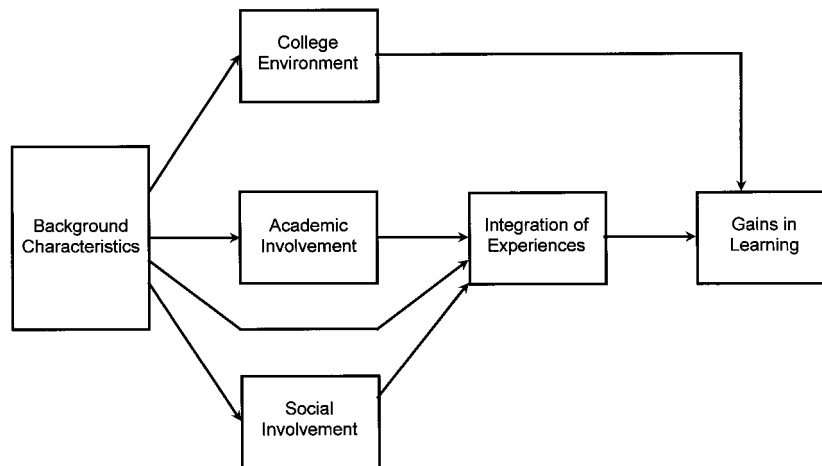 College
Environment
Background
Characteristics
Academic
Involvement
Integration of
Experiences
Gains in
Learning
Social
Involvement